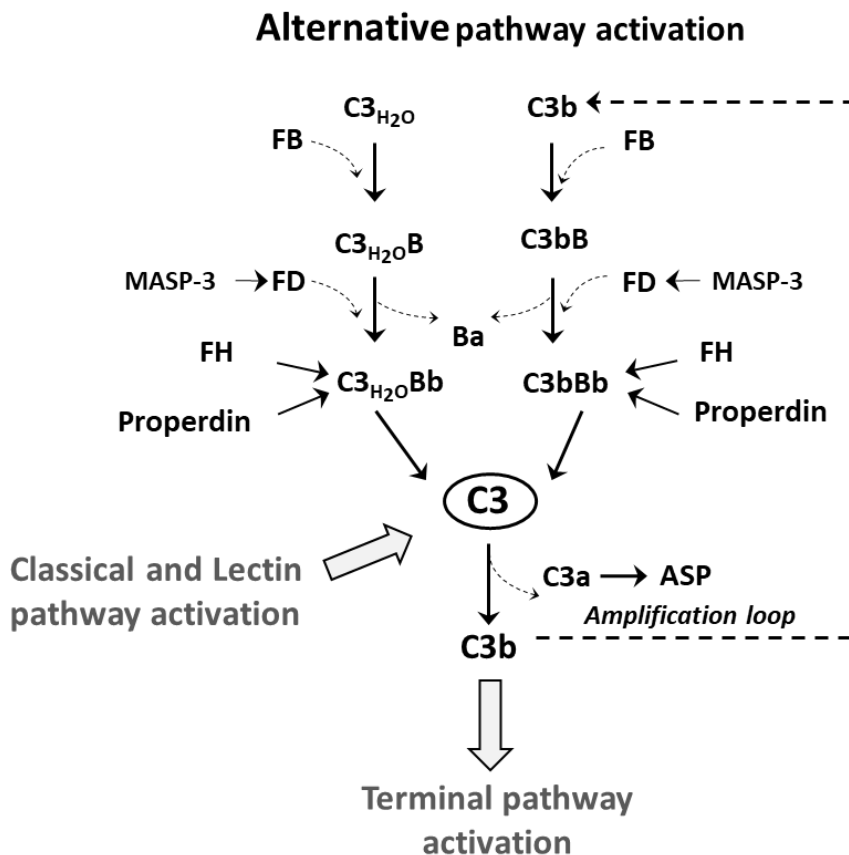 Alternative pathway activation
C3H2O
C3b
FB
FB
C3H2OB
C3bB
MASP-3
FD
FD
MASP-3
Ba
FH
FH
C3H2OBb
C3bBb
Properdin
Properdin
C3
Classical and Lectin
pathway activation
C3a
ASP
Amplification loop
C3b
Terminal pathway
activation